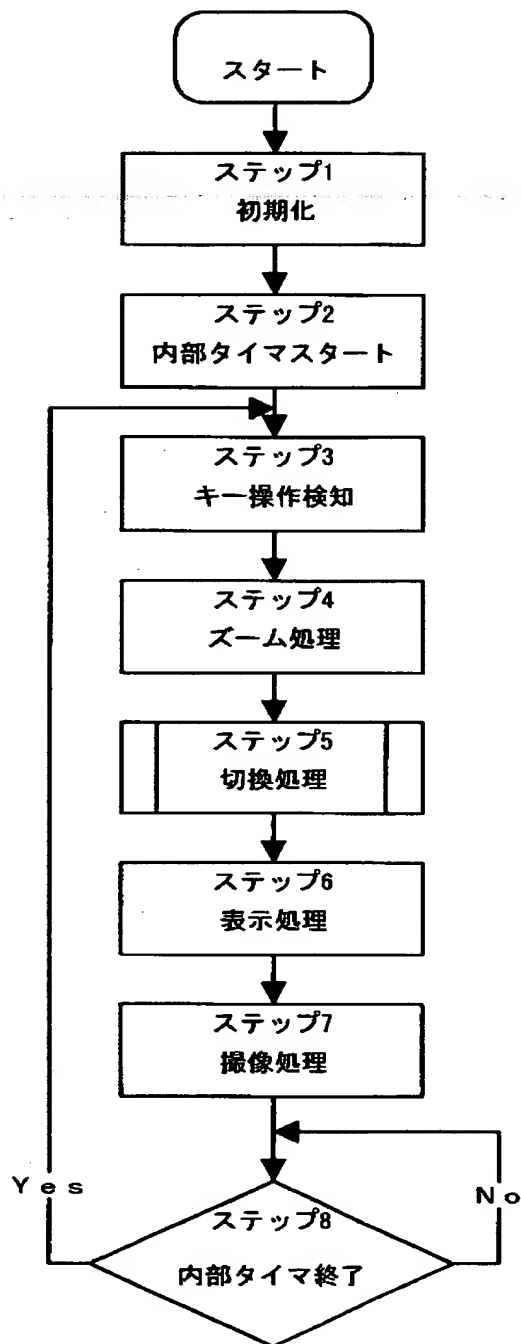 スタート
ステップ1
初期化
ステップ2
内部タイマスタート
ステップ3
キー操作検知
ステップ4
ズーム処理
ステップ5
切換処理
ステップ6
表示処理
ステップ7
撮像処理
Yes
No
ステップ8
内部タイマ終了